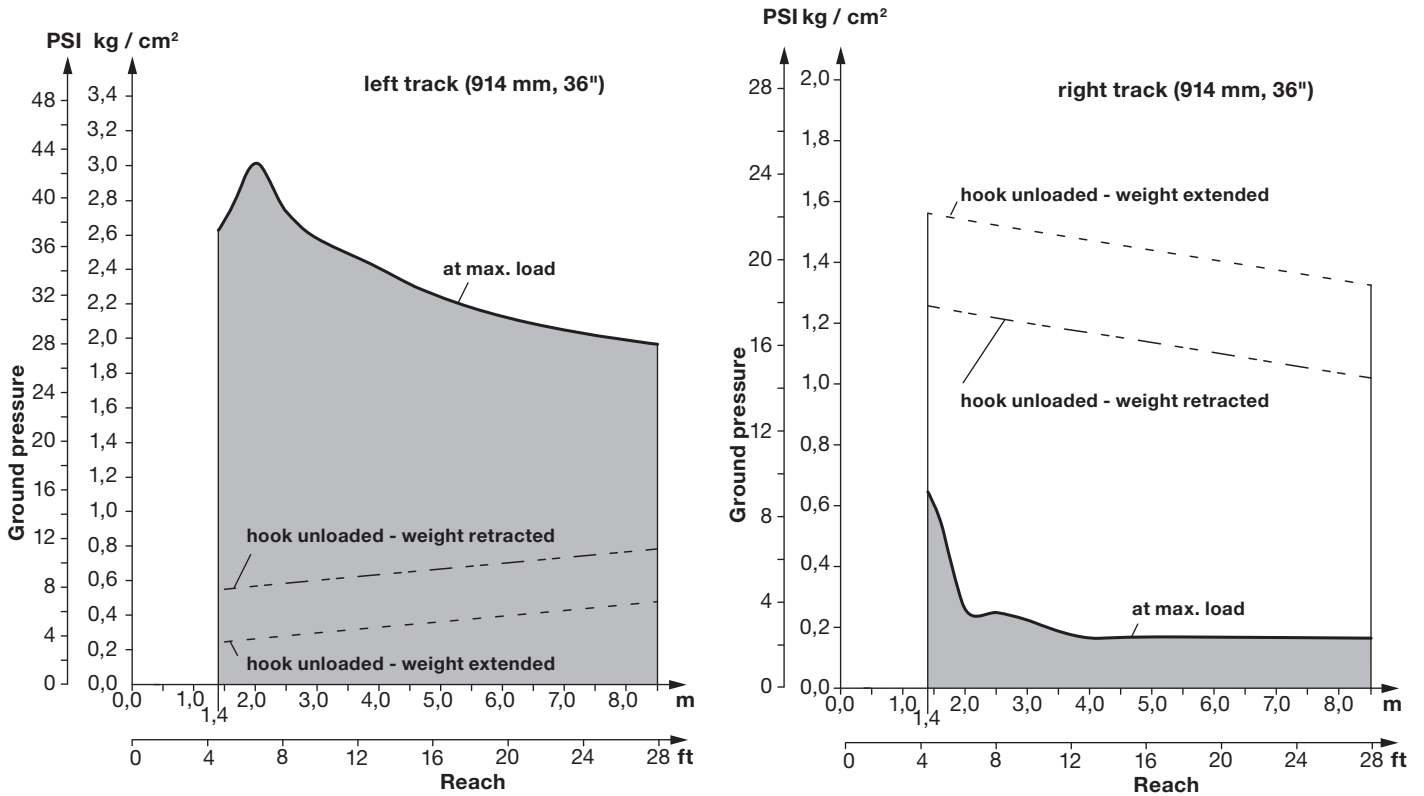 PSI kg / cm²
left track (914 mm, 36")
48
44
40
36
32
28
24
20
16
12
8
4
0
3,4
3,2
3,0
2,8
2,6
2,4
2,2
2,0
1,8
1,6
1,4
1,2
1,0
0,8
0,6
0,4
0,2
0,0
Ground pressure
at max. load
hook unloaded - weight retracted
hook unloaded - weight extended
0,0 1,0 2,0 3,0 4,0 5,0 6,0 7,0 8,0 m
1,4
0 4 8 12 16 20 24 28 ft
Reach
PSI kg / cm²
right track (914 mm, 36")
28
24
20
16
12
8
4
0
2,0
1,8
1,6
1,4
1,2
1,0
0,8
0,6
0,4
0,2
0,0
Ground pressure
hook unloaded - weight extended
hook unloaded - weight retracted
at max. load
0,0 1,0 2,0 3,0 4,0 5,0 6,0 7,0 8,0 m
1,4
0 4 8 12 16 20 24 28 ft
Reach